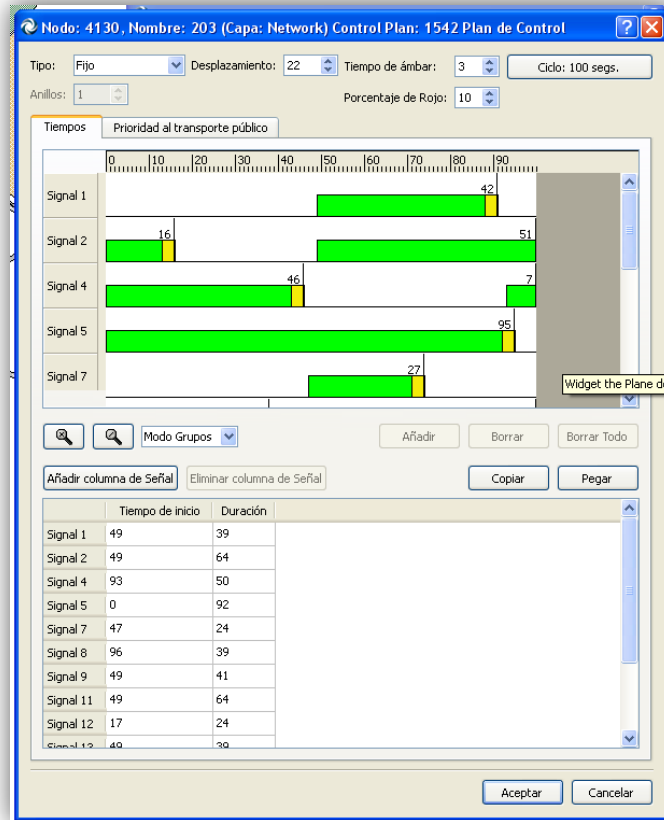 Nodo: 4130, Nombre: 203 (Capa: Network) Control Plan: 1542 Plan de Control
Tipo: Fijo Desplazamiento: 22 Tiempo de ámbar: 3 Ciclo: 100 segs.
Anillos: 1 Porcentaje de Rojo: 10
Tiempos Prioridad al transporte público
0 10 20 30 40 50 60 70 80 90
Signal 1 42
Signal 2 16 51
Signal 4 46 7
Signal 5 95
Signal 7 27
Widget the Plane d
Modo Grupos Añadir Borrar Borrar Todo
Añadir columna de Señal Eliminar columna de Señal Copiar Pegar
Tiempo de inicio Duración
Signal 1 49 39
Signal 2 49 64
Signal 4 93 50
Signal 5 0 92
Signal 7 47 24
Signal 8 96 39
Signal 9 49 41
Signal 11 49 64
Signal 12 17 24
Signal 13 49 39
Aceptar Cancelar